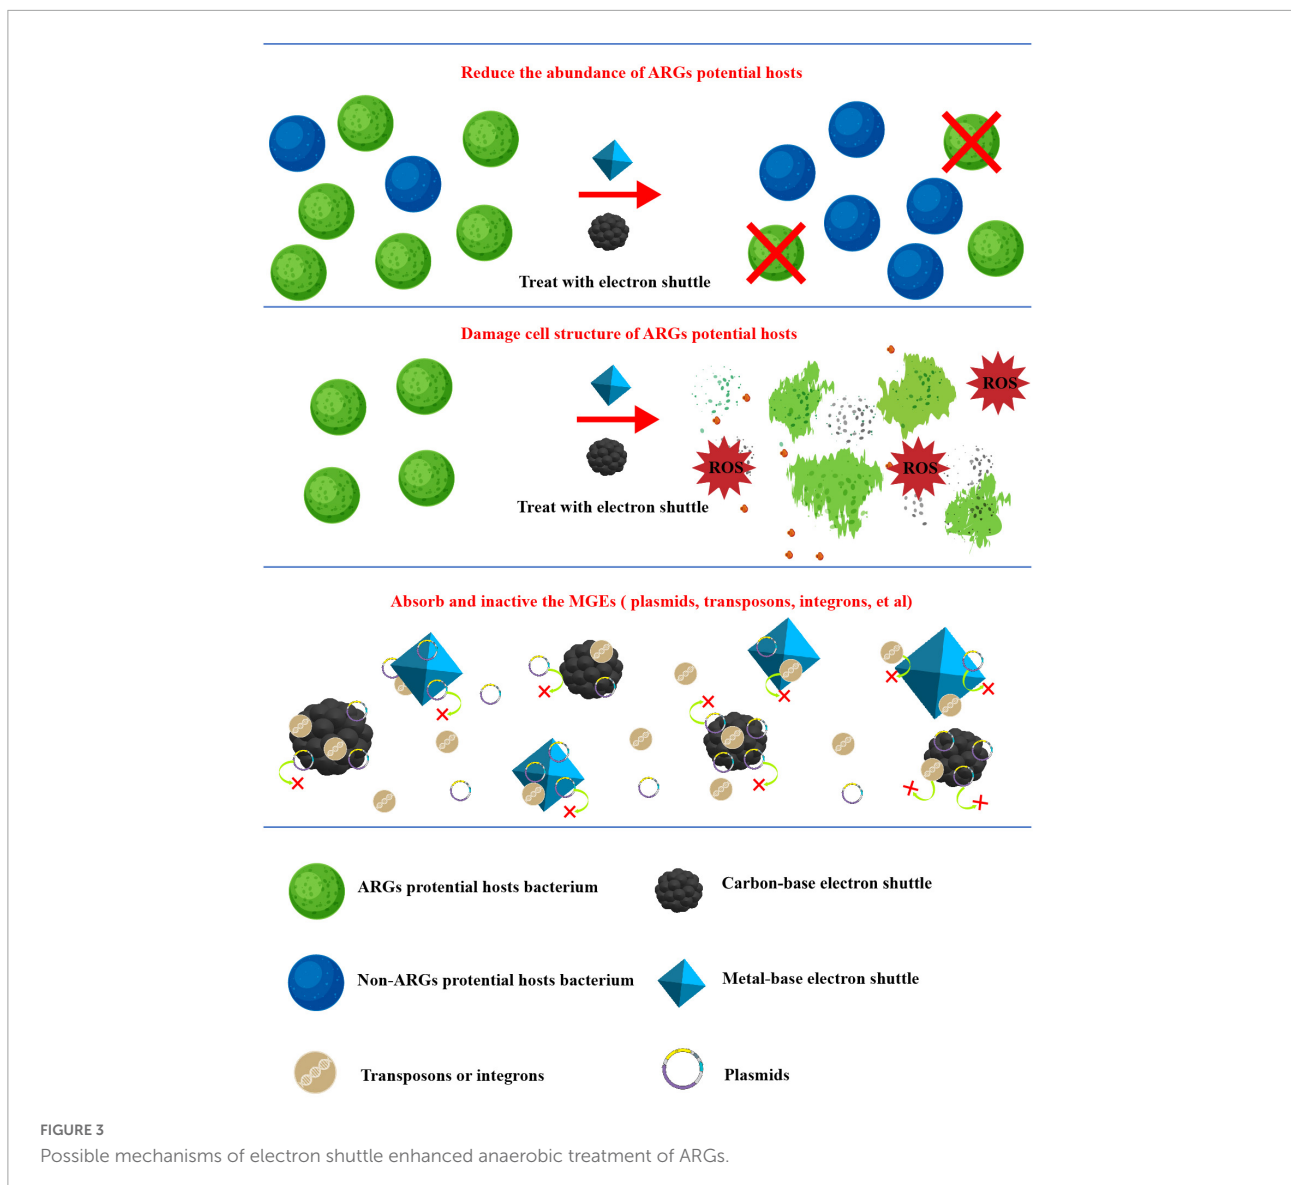 Reduce the abundance of ARGs potential hosts
Treat with electron shuttle
Damage cell structure of ARGs potential hosts
ROS
ROS
ROS
Treat with electron shuttle
Absorb and inactive the MGEs ( plasmids, transposons, integrons, et al)
ARGs protential hosts bacterium
Carbon-base electron shuttle
Non-ARGs protential hosts bacterium
Metal-base electron shuttle
Transposons or integrons
Plasmids
FIGURE 3
Possible mechanisms of electron shuttle enhanced anaerobic treatment of ARGs.